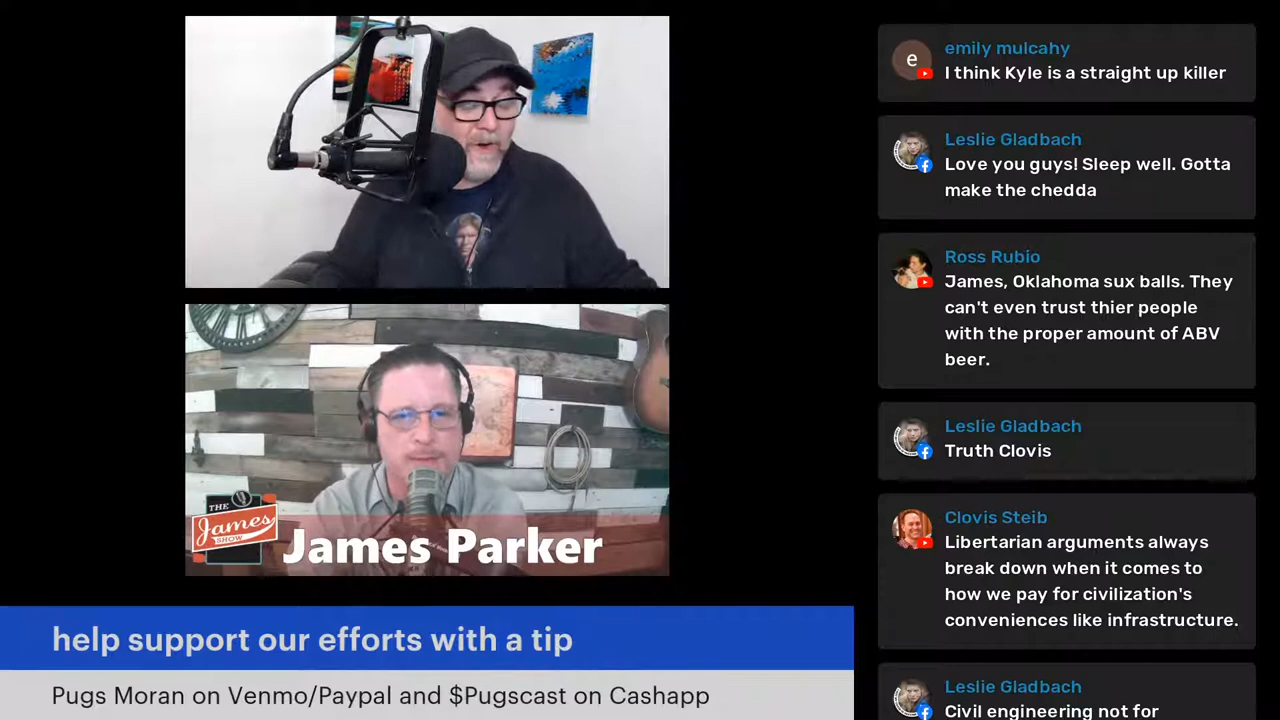 THE
James
SHOW
James Parker
help support our efforts with a tip
Pugs Moran on Venmo/Paypal and $Pugscast on Cashapp
e
emily mulcahy
I think Kyle is a straight up killer
Leslie Gladbach
Love you guys! Sleep well. Gotta
make the chedda
Ross Rubio
James, Oklahoma sux balls. They
can't even trust thier people
with the proper amount of ABV
beer.
Leslie Gladbach
Truth Clovis
Clovis Steib
Libertarian arguments always
break down when it comes to
how we pay for civilization's
conveniences like infrastructure.
Leslie Gladbach
Civil engineering not for